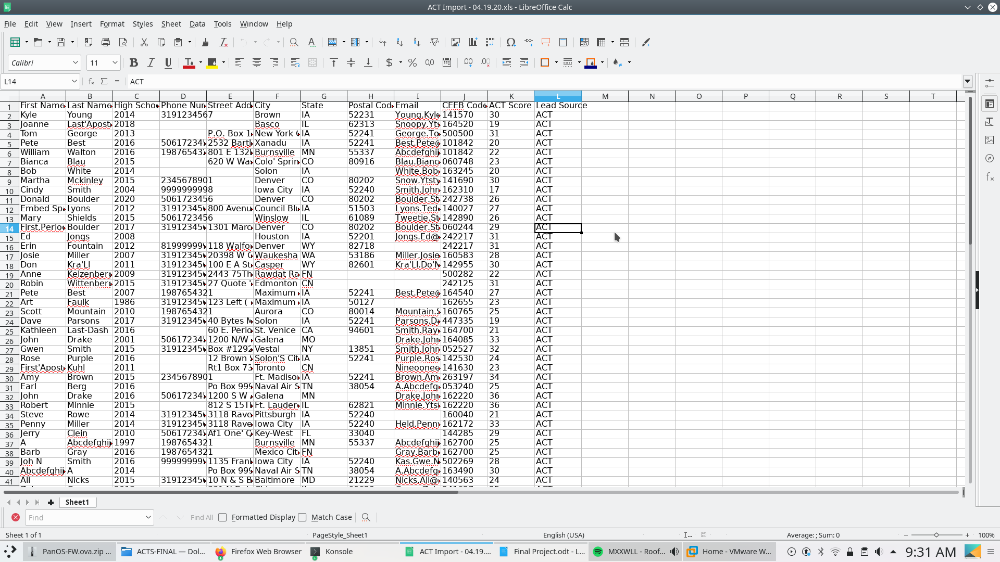 ACT Import - 04.19.20.xls - LibreOffice Calc
File Edit View Insert Format Styles Sheet Data Tools Window Help
Calibri 11
L14 ACT
A B C D E F G H I J K L M N O P Q R S T
1 First Name Last Name High Schoo Phone Num Street Add City State Postal Cod Email CEEB Code ACT Score Lead Source
2 Kyle Young 2014 3191234567 Brown IA 52231 Young.Kyle 141570 30 ACT
3 Joanne Last'Apost 2018 Basco IL 62313 Snoopy.Yts 164520 19 ACT
4 Tom George 2013 P.O. Box 1 New York IA 52241 George.To 500500 31 ACT
5 Pete Best 2016 506172345 2532 Bartl Xanadu IA 52241 Best.Pete@ 101842 20 ACT
6 William Walton 2016 198765432 801 E 132 Burnsville MN 55337 Abcdefghij 101842 22 ACT
7 Bianca Blau 2015 620 W Wa Colo' Sprin CO 80916 Blau.Bianc 060748 23 ACT
8 Bob White 2014 Solon IA White.Bob 163245 20 ACT
9 Martha Mckinley 2015 2345678901 Denver CO 80202 Snow.Ytsty 141690 30 ACT
10 Cindy Smith 2004 9999999998 Iowa City IA 52240 Smith.John 162310 17 ACT
11 Donald Boulder 2020 5061723456 Denver CO 80202 Boulder.St 242738 26 ACT
12 Embed Sp Lyons 2012 319123456 800 Avenu Council Blu IA 51503 Lyons.Ted 140027 27 ACT
13 Mary Shields 2015 5061723456 Winslow IL 61089 Tweetie.St 142890 26 ACT
14 First.Perio Boulder 2017 319123456 1301 Marc Denver CO 80202 Boulder.St 060244 29 ACT
15 Ed Jongs 2008 Houston IA 52201 Jongs.Ed@ 242217 31 ACT
16 Erin Fountain 2012 819999999 118 Walfo Denver WY 82718 242217 31 ACT
17 Josie Miller 2007 319123456 20398 W Waukesha WA 53186 Miller.Josie 160583 28 ACT
18 Don Kra'Ll 2011 319123456 100 E A St Casper WY 82601 Kra'Ll.Do'N 142955 30 ACT
19 Anne Kelzenberg 2009 319123456 2443 75Th Rawdat Ra FN 500282 22 ACT
20 Robin Wittenberg 2015 319123456 27 Quote ' Edmonton CN 242125 31 ACT
21 Pete Best 2007 1987654321 Maximum IA 52241 Best.Pete@ 164540 27 ACT
22 Art Faulk 1986 319123456 123 Left ( Maximum IA 50127 162655 23 ACT
23 Scott Mountain 2010 1987654321 Aurora CO 80014 Mountain.S 160765 25 ACT
24 Dave Parsons 2017 319123456 40 Bytes M Solon IA 52241 Parsons.Da 447335 19 ACT
25 Kathleen Last-Dash 2016 60 E. Perio St. Venice CA 94601 Smith.Ray 164700 21 ACT
26 John Drake 2001 506172345 1200 N/W Galena MO Drake.John 164085 33 ACT
27 Gwen Smith 2015 319123456 Box #1292 Vestal NY 13851 Smith.John 052527 32 ACT
28 Rose Purple 2016 12 Brown S Solon'S Cit IA 52241 Purple.Ros 142530 24 ACT
29 First'Apost Kuhl 2011 Rt1 Box 73 Toronto CN Nineoonee 141630 23 ACT
30 Amy Brown 2015 2345678901 Ft. Madiso IA 52241 Brown.Am 263197 34 ACT
31 Earl Berg 2016 Po Box 999 Naval Air S TN 38054 A.Abcdefg 053240 25 ACT
32 John Drake 2016 506172345 1200 S W Galena MN Drake.John 162220 36 ACT
33 Robert Minnie 2015 812 S 15Th Ft. Lauder IL 62821 Minnie.Yts 162220 36 ACT
34 Steve Rowe 2014 319123456 3118 Rave Pittsburgh IA 52240 160040 21 ACT
35 Penny Miller 2014 319123456 3118 Rave Iowa City IA 52240 Held.Penn 162172 33 ACT
36 Jerry Clein 2010 506172345 Af1 One' Q Key-West FL 33040 144285 29 ACT
37 A Abcdefghij 1997 1987654321 Burnsville MN 55337 Abcdefghij 162700 25 ACT
38 Barb Gray 2016 1987654321 Mexico Cit FN Gray.Barb 162700 25 ACT
39 Joh N Smith 2016 999999999 1135 Fran Iowa City IA 52240 Kas.Gwe.N 502269 28 ACT
40 Abcdefghij A 2014 Po Box 999 Naval Air S TN 38054 A.Abcdefg 163490 30 ACT
41 Ali Nicks 2015 319123456 10 N & S B Baltimore MD 21229 Nicks.Ali@ 140563 24 ACT
Sheet1
Find Find All Formatted Display Match Case
Sheet 1 of 1 PageStyle_Sheet1 English (USA) Average: ; Sum: 0 100%
PanOS-FW.ova.zip ... ACTS-FINAL — Dol... Firefox Web Browser Konsole ACT Import - 04.19.... Final Project.odt - L... MXXWLL - Roof... Home - VMware W... 9:31 AM